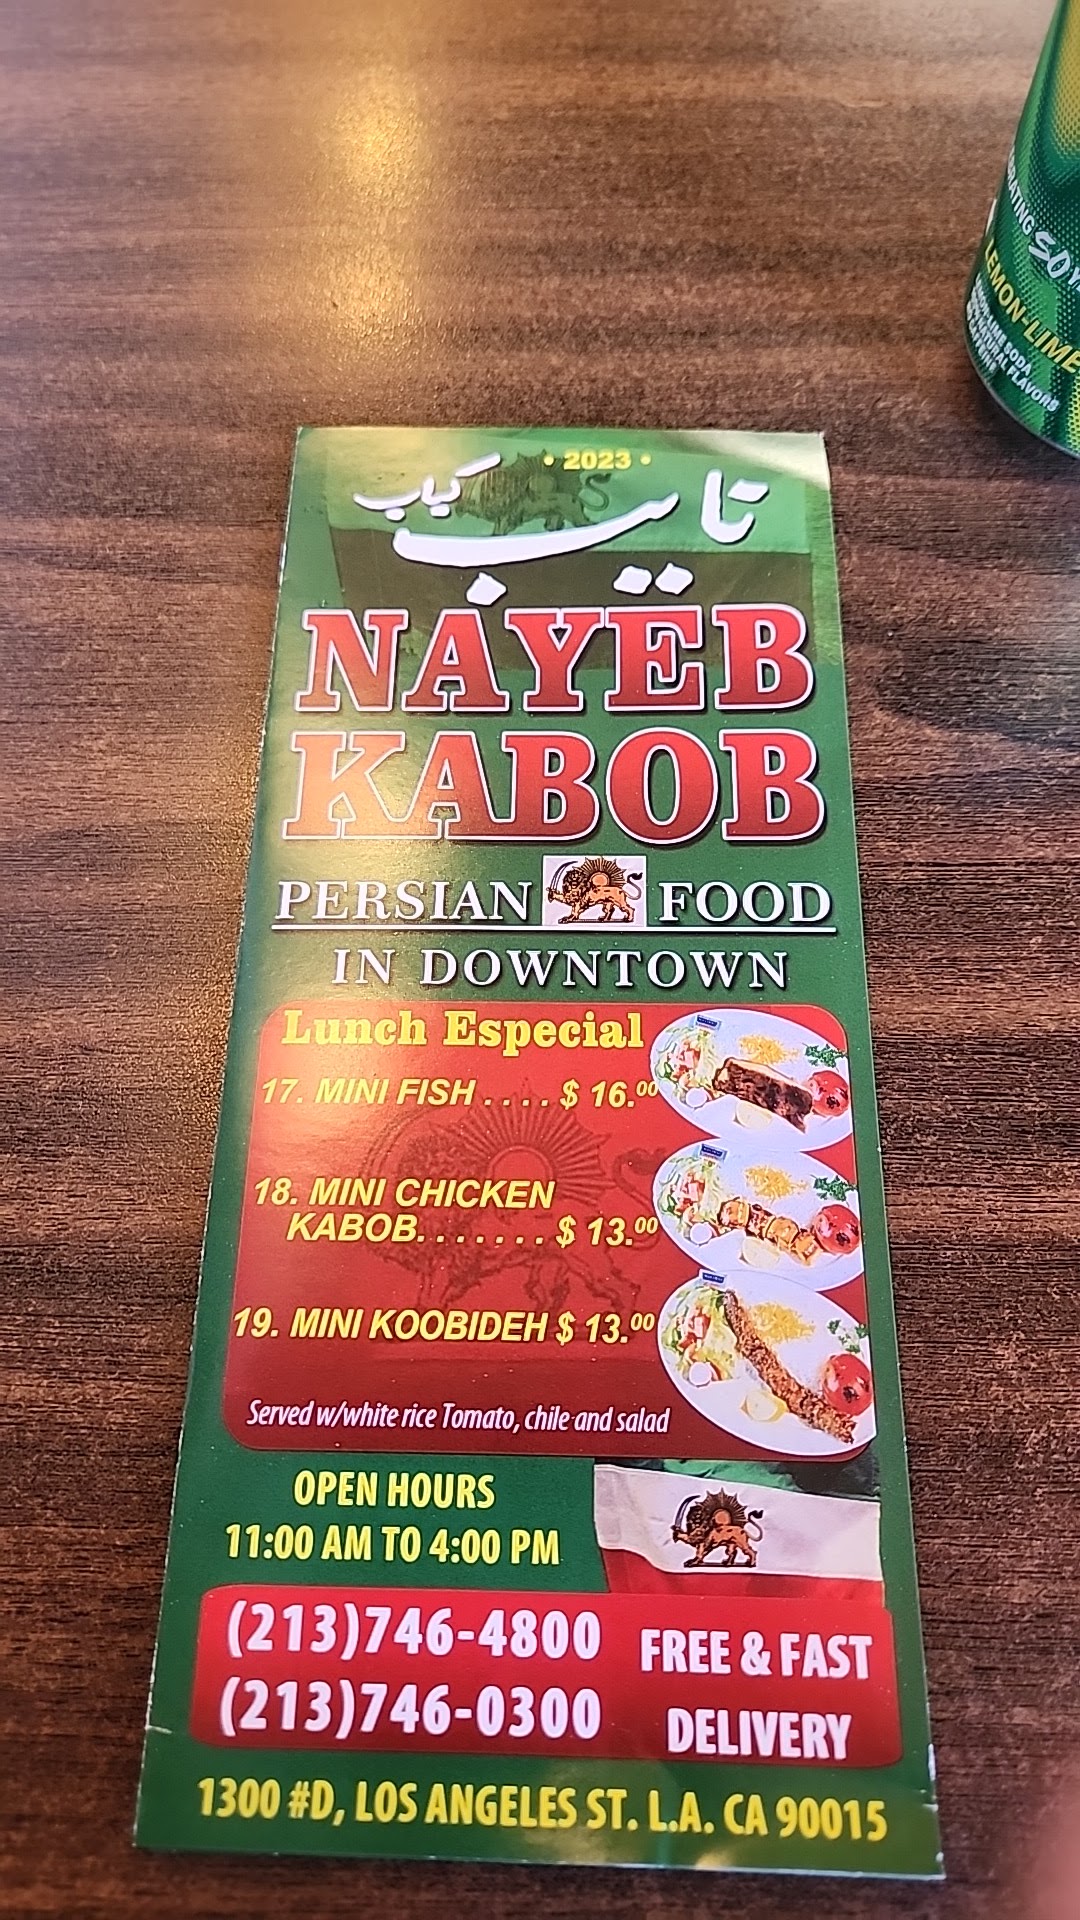 • 2023 •
نایب کباب
NAYEB
KABOB
PERSIAN FOOD
IN DOWNTOWN
Lunch Especial
17. MINI FISH .... $ 16.00
18. MINI CHICKEN
KABOB....... $ 13.00
19. MINI KOOBIDEH $ 13.00
Served w/white rice Tomato, chile and salad
OPEN HOURS
11:00 AM TO 4:00 PM
(213)746-4800
(213)746-0300
FREE & FAST
DELIVERY
1300 #D, LOS ANGELES ST. L.A. CA 90015
LEMON-LIME